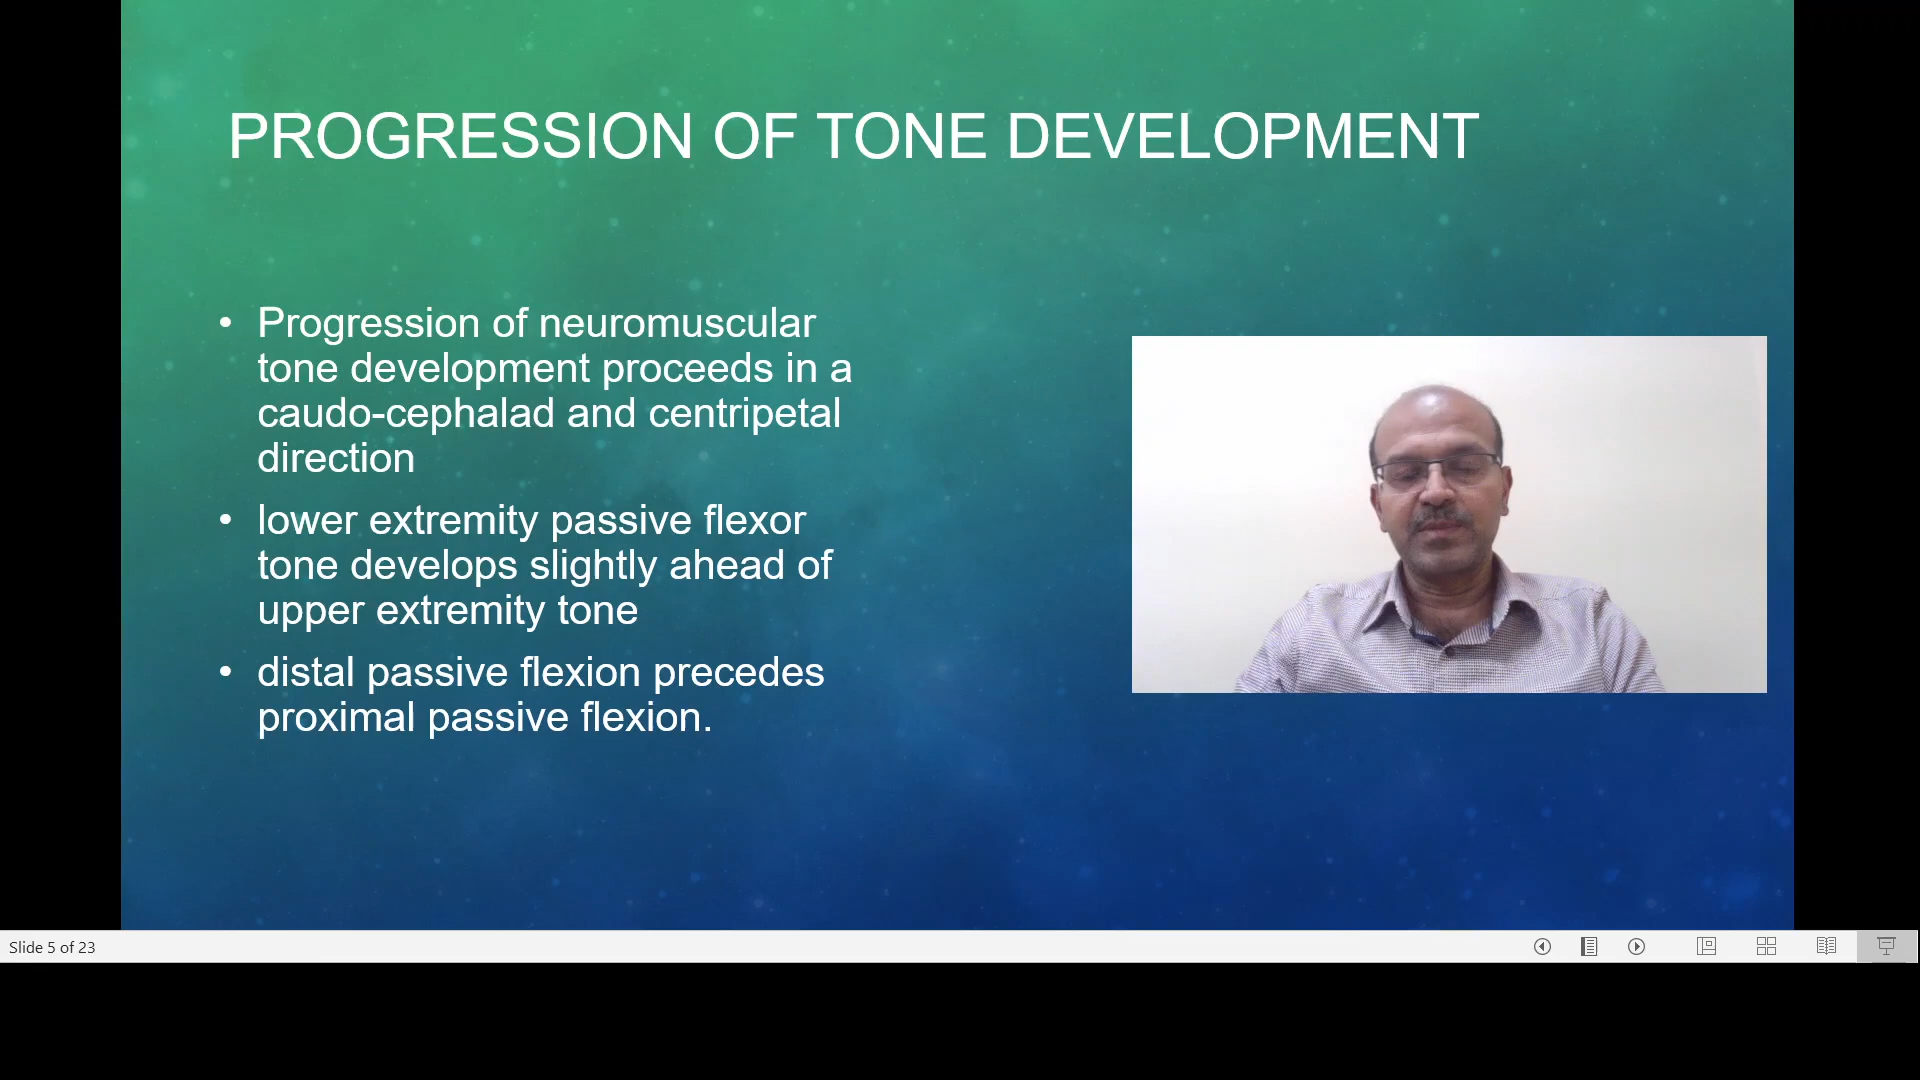 PROGRESSION OF TONE DEVELOPMENT
• Progression of neuromuscular
tone development proceeds in a
caudo-cephalad and centripetal
direction
• lower extremity passive flexor
tone develops slightly ahead of
upper extremity tone
• distal passive flexion precedes
proximal passive flexion.
Slide 5 of 23